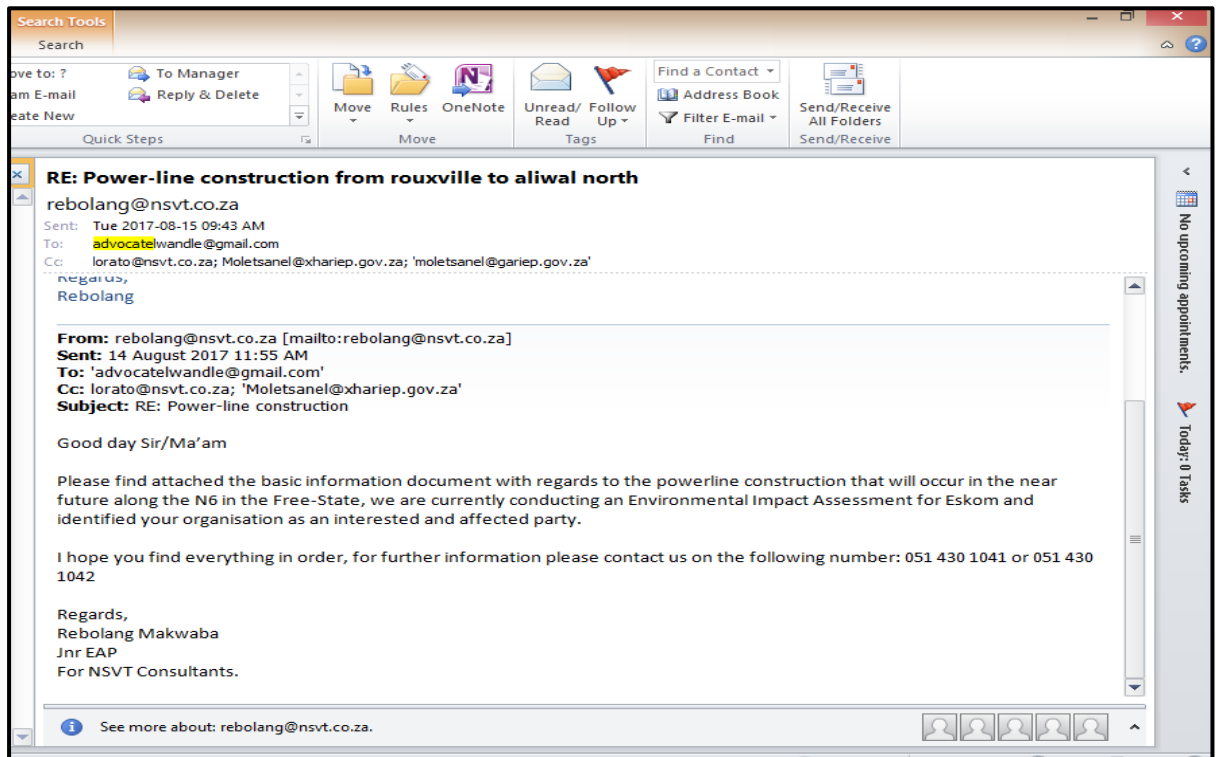 Search Tools
Search
ove to: ?
To Manager
am E-mail
Reply & Delete
eate New
Quick Steps
Move
Rules
OneNote
Move
Unread/ Read
Follow Up
Tags
Find a Contact
Address Book
Filter E-mail
Find
Send/Receive All Folders
Send/Receive
RE: Power-line construction from rouxville to aliwal north
rebolang@nsvt.co.za
Sent: Tue 2017-08-15 09:43 AM
To: advocatelwandle@gmail.com
Cc: lorato@nsvt.co.za; Moletsanel@xhariep.gov.za; 'moletsanel@gariep.gov.za'
Regards,
Rebolang
From: rebolang@nsvt.co.za [mailto:rebolang@nsvt.co.za]
Sent: 14 August 2017 11:55 AM
To: 'advocatelwandle@gmail.com'
Cc: lorato@nsvt.co.za; 'Moletsanel@xhariep.gov.za'
Subject: RE: Power-line construction
Good day Sir/Ma'am
Please find attached the basic information document with regards to the powerline construction that will occur in the near
future along the N6 in the Free-State, we are currently conducting an Environmental Impact Assessment for Eskom and
identified your organisation as an interested and affected party.
I hope you find everything in order, for further information please contact us on the following number: 051 430 1041 or 051 430
1042
Regards,
Rebolang Makwaba
Jnr EAP
For NSVT Consultants.
See more about: rebolang@nsvt.co.za.
No upcoming appointments.
Today: 0 Tasks